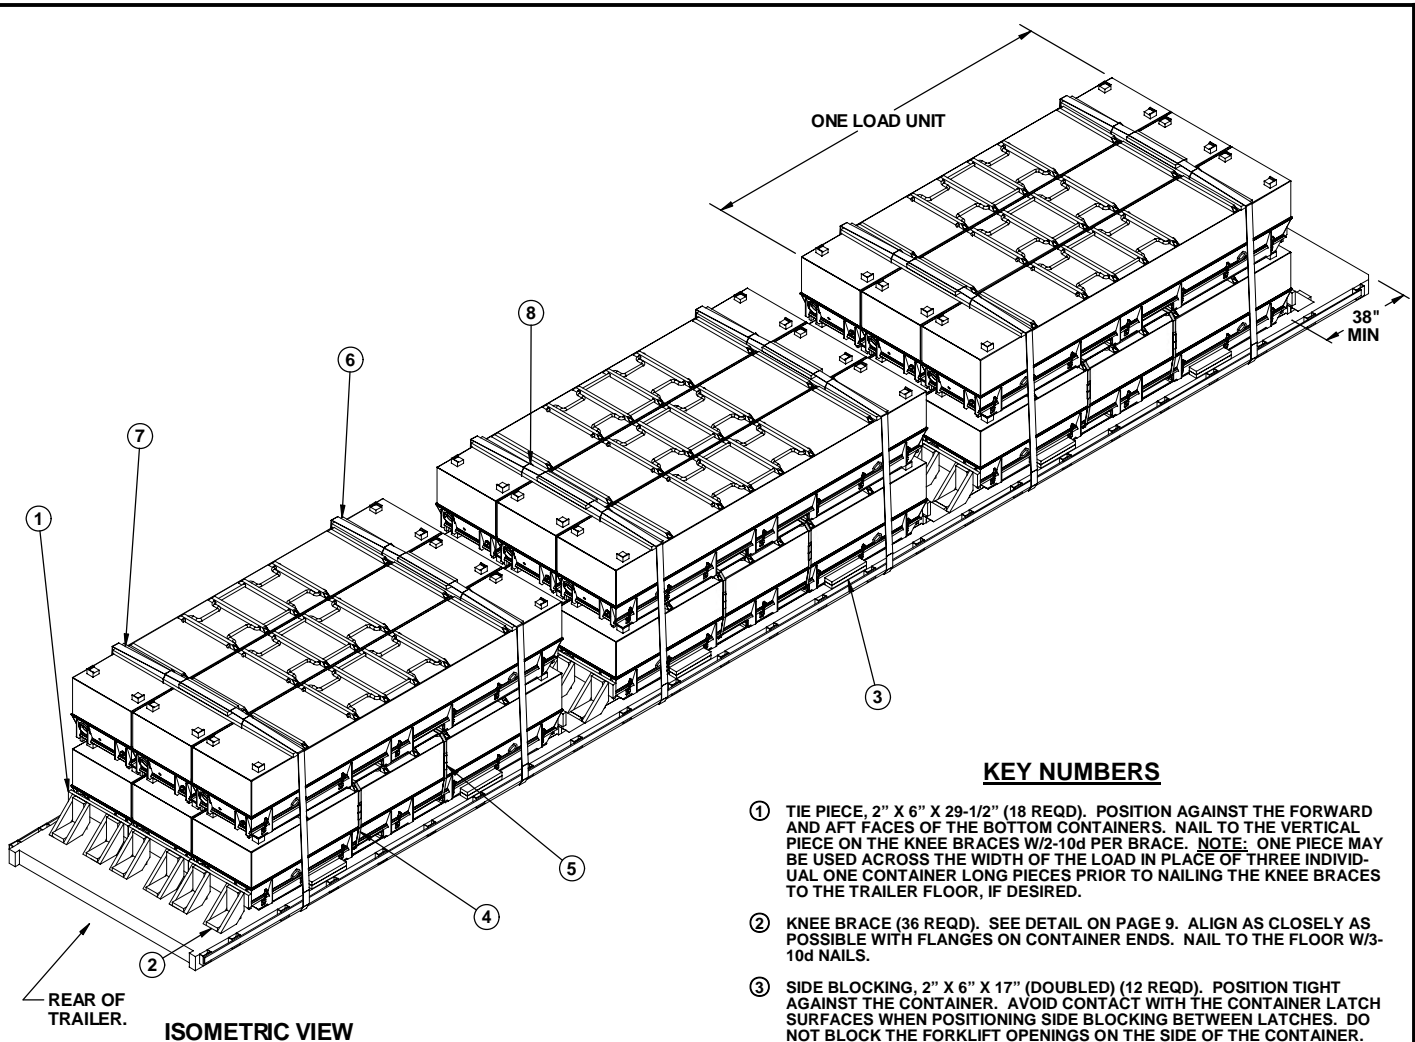 ONE LOAD UNIT
38"
MIN
8
6
7
1
3
5
4
2
REAR OF
TRAILER.
ISOMETRIC VIEW
KEY NUMBERS
① TIE PIECE, 2” X 6” X 29-1/2” (18 REQD). POSITION AGAINST THE FORWARD
AND AFT FACES OF THE BOTTOM CONTAINERS. NAIL TO THE VERTICAL
PIECE ON THE KNEE BRACES W/2-10d PER BRACE. NOTE: ONE PIECE MAY
BE USED ACROSS THE WIDTH OF THE LOAD IN PLACE OF THREE INDIVID-
UAL ONE CONTAINER LONG PIECES PRIOR TO NAILING THE KNEE BRACES
TO THE TRAILER FLOOR, IF DESIRED.
② KNEE BRACE (36 REQD). SEE DETAIL ON PAGE 9. ALIGN AS CLOSELY AS
POSSIBLE WITH FLANGES ON CONTAINER ENDS. NAIL TO THE FLOOR W/3-
10d NAILS.
③ SIDE BLOCKING, 2” X 6” X 17” (DOUBLED) (12 REQD). POSITION TIGHT
AGAINST THE CONTAINER. AVOID CONTACT WITH THE CONTAINER LATCH
SURFACES WHEN POSITIONING SIDE BLOCKING BETWEEN LATCHES. DO
NOT BLOCK THE FORKLIFT OPENINGS ON THE SIDE OF THE CONTAINER.